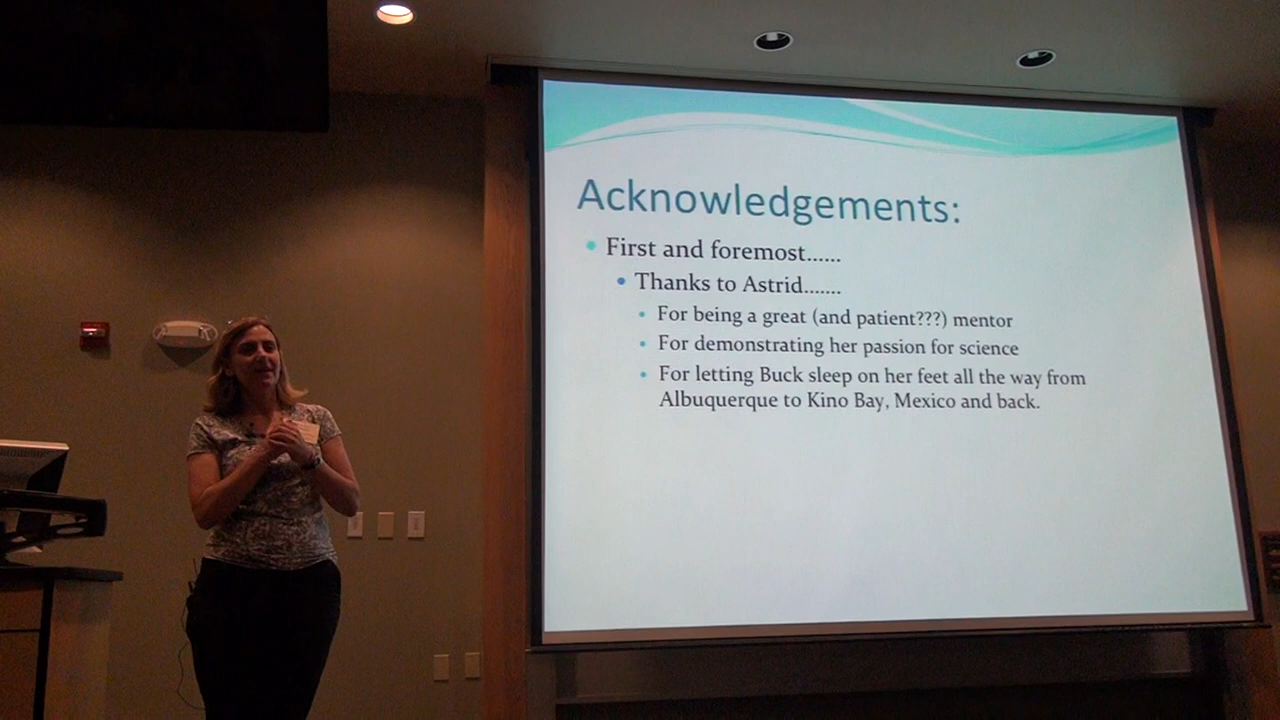 Acknowledgements:
First and foremost......
Thanks to Astrid.......
For being a great (and patient???) mentor
For demonstrating her passion for science
For letting Buck sleep on her feet all the way from
Albuquerque to Kino Bay, Mexico and back.